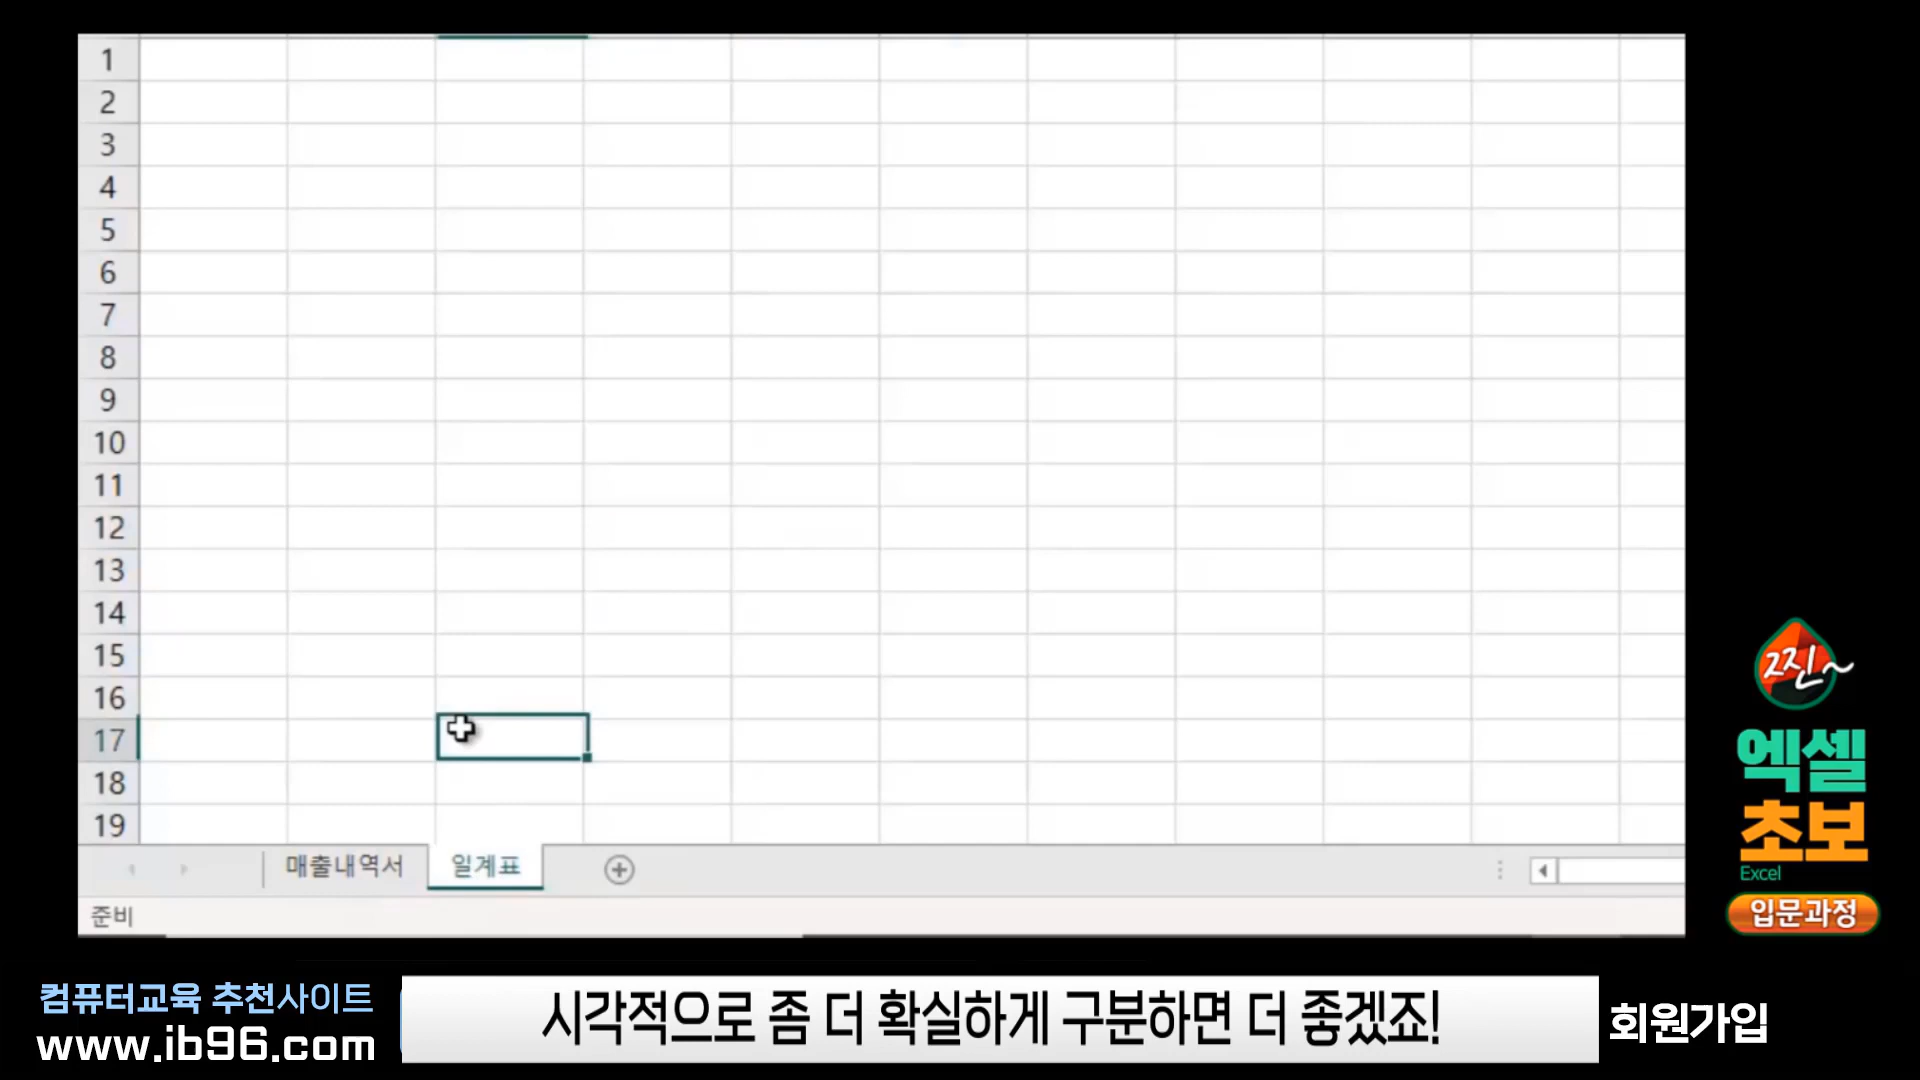 1
2
3
4
5
6
7
8
9
10
11
12
13
14
15
16
17
18
19
매출내역서 일계표
준비
2진~
엑셀
초보
Excel
입문과정
컴퓨터교육 추천사이트
www.ib96.com
시각적으로 좀 더 확실하게 구분하면 더 좋겠죠!
회원가입